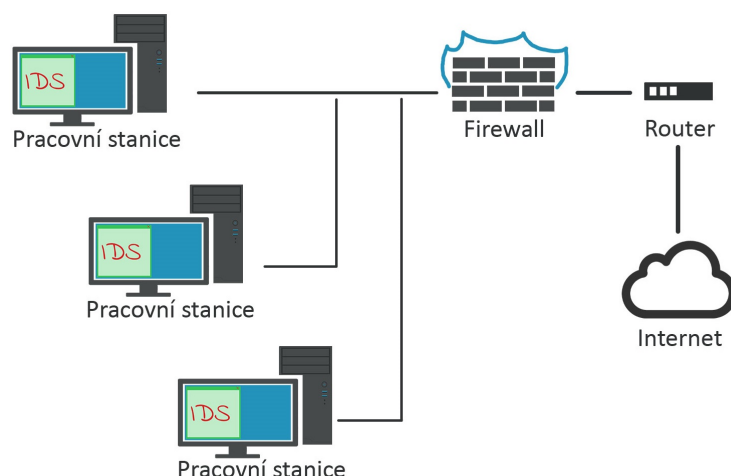 IDS
Pracovní stanice
Firewall
Router
IDS
Pracovní stanice
Internet
IDS
Pracovní stanice